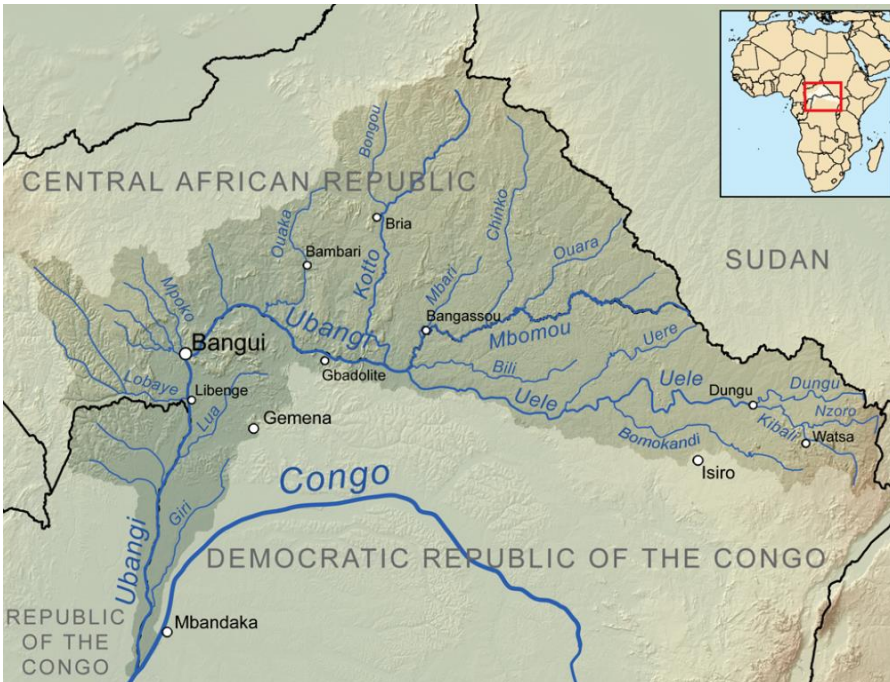 Bongou
CENTRAL AFRICAN REPUBLIC
Chinko
Ouaka
Bria
Bambari
Kotto
Mbari
Ouara
SUDAN
Mpoko
Bangui
Ubangi
Bangassou
Mbomou
Uere
Gbadolite
Bili
Lobaye
Libenge
Uele
Uele
Dungu
Dungu
Nzoro
Kibali
Watsa
Lua
Gemena
Bomokandi
Isiro
Congo
Giri
Ubangi
DEMOCRATIC REPUBLIC OF THE CONGO
REPUBLIC
OF THE
CONGO
Mbandaka